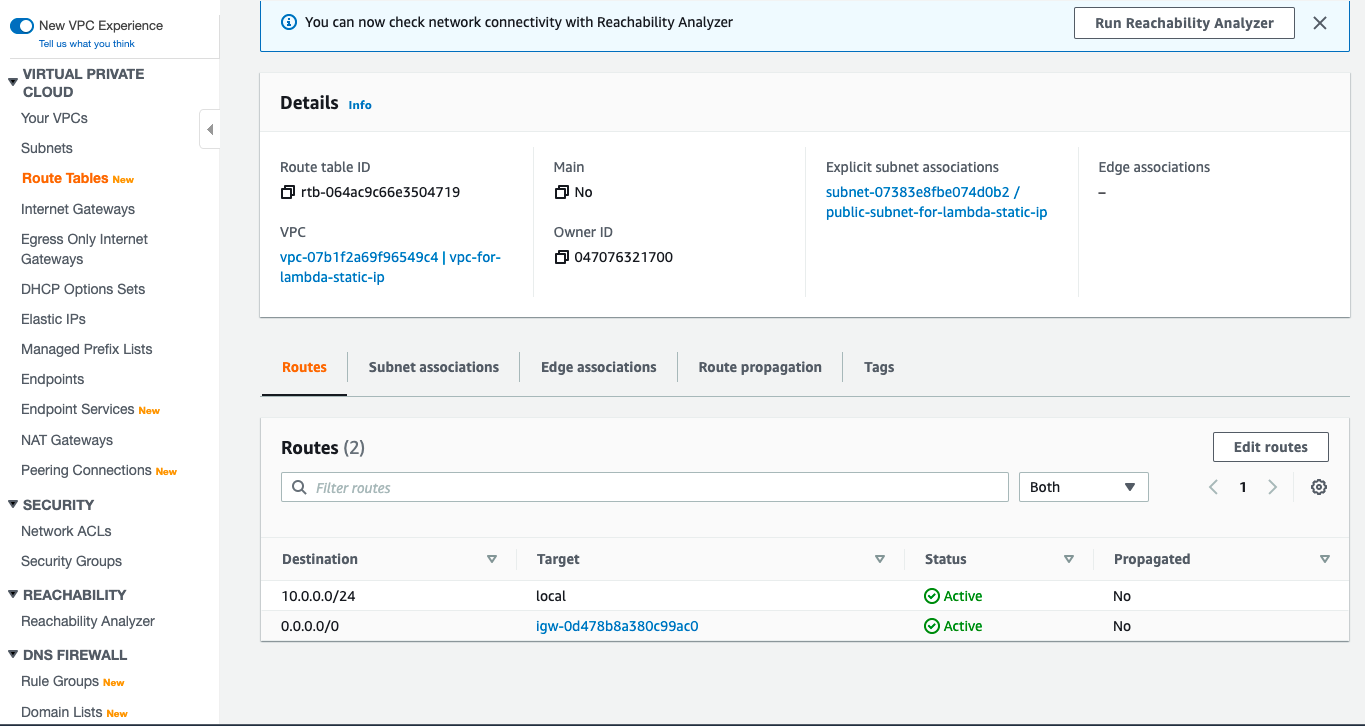 New VPC Experience
Tell us what you think
VIRTUAL PRIVATE
CLOUD
Your VPCs
Subnets
Route Tables New
Internet Gateways
Egress Only Internet
Gateways
DHCP Options Sets
Elastic IPs
Managed Prefix Lists
Endpoints
Endpoint Services New
NAT Gateways
Peering Connections New
SECURITY
Network ACLs
Security Groups
REACHABILITY
Reachability Analyzer
DNS FIREWALL
Rule Groups New
Domain Lists New
You can now check network connectivity with Reachability Analyzer
Run Reachability Analyzer
Details Info
Route table ID
rtb-064ac9c66e3504719
VPC
vpc-07b1f2a69f96549c4 | vpc-for-
lambda-static-ip
Main
No
Owner ID
047076321700
Explicit subnet associations
subnet-07383e8fbe074d0b2 /
public-subnet-for-lambda-static-ip
Edge associations
–
Routes Subnet associations Edge associations Route propagation Tags
Routes (2)
Edit routes
Filter routes
Both
1
Destination Target Status Propagated
10.0.0.0/24 local Active No
0.0.0.0/0 igw-0d478b8a380c99ac0 Active No